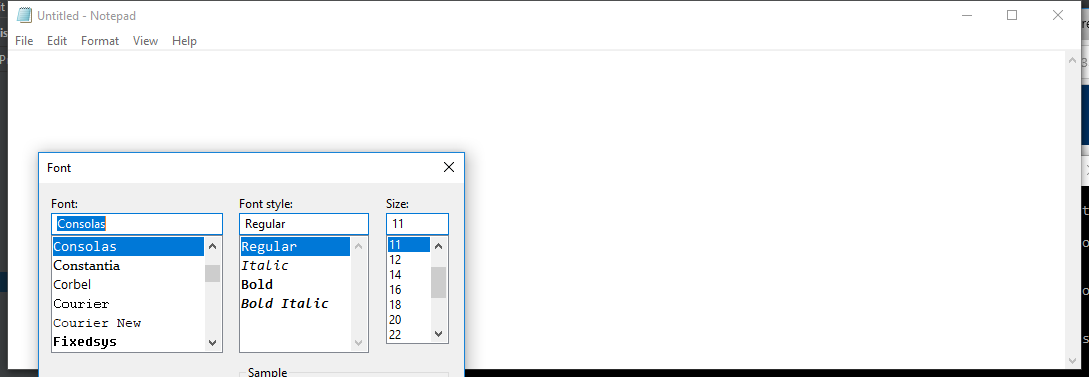 Untitled - Notepad
File Edit Format View Help
Font
Font: Font style: Size:
Consolas Regular 11
Consolas Regular 11
Constantia Italic 12
Corbel Bold 14
Courier Bold Italic 16
Courier New 18
Fixedsys 20
22
Sample